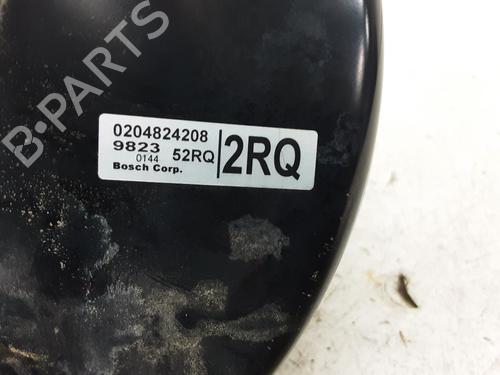 B-PARTS
0204824208
9823 52RQ 2RQ
0144
Bosch Corp.